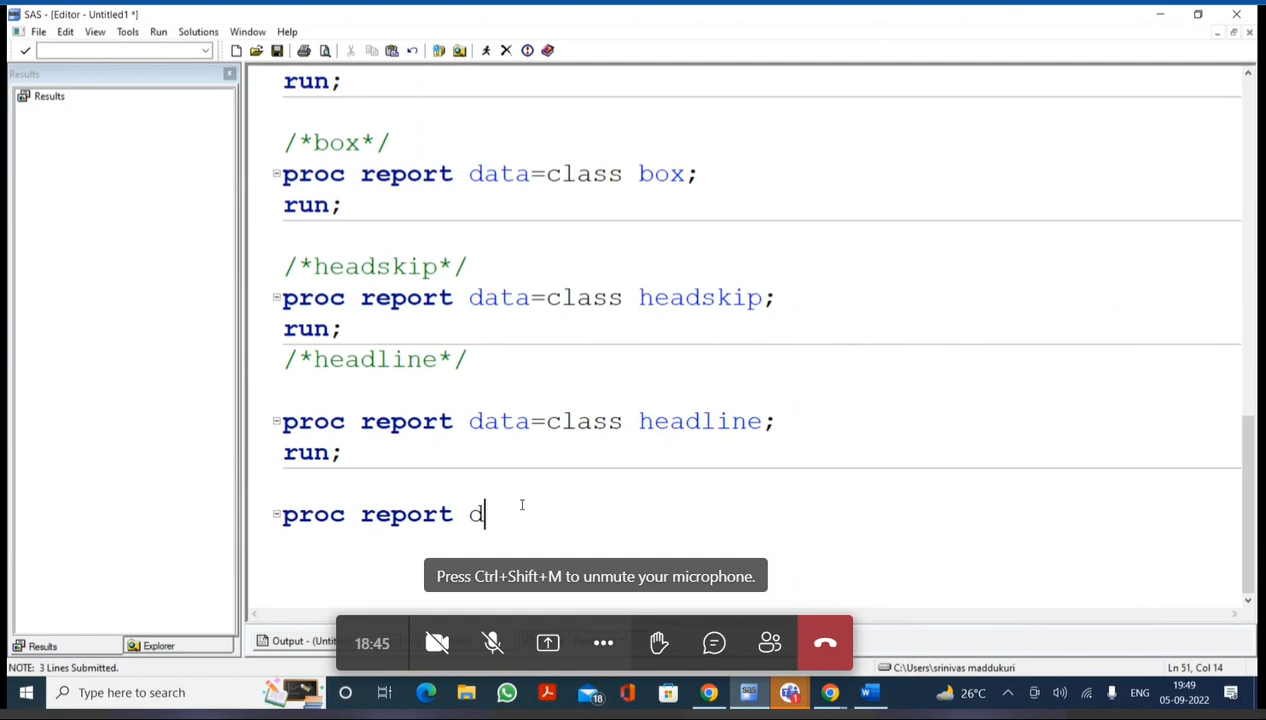 SAS - [Editor - Untitled1 *]
File Edit View Tools Run Solutions Window Help
Results
Results
run;
/*box*/
proc report data=class box;
run;
/*headskip*/
proc report data=class headskip;
run;
/*headline*/
proc report data=class headline;
run;
proc report d
Press Ctrl+Shift+M to unmute your microphone.
Results Explorer
Output - (Untit
18:45
NOTE: 3 Lines Submitted.
C:\Users\srinivas maddukuri
Ln 51, Col 14
Type here to search
18
sas
1
26°C
ENG
19:49
05-09-2022